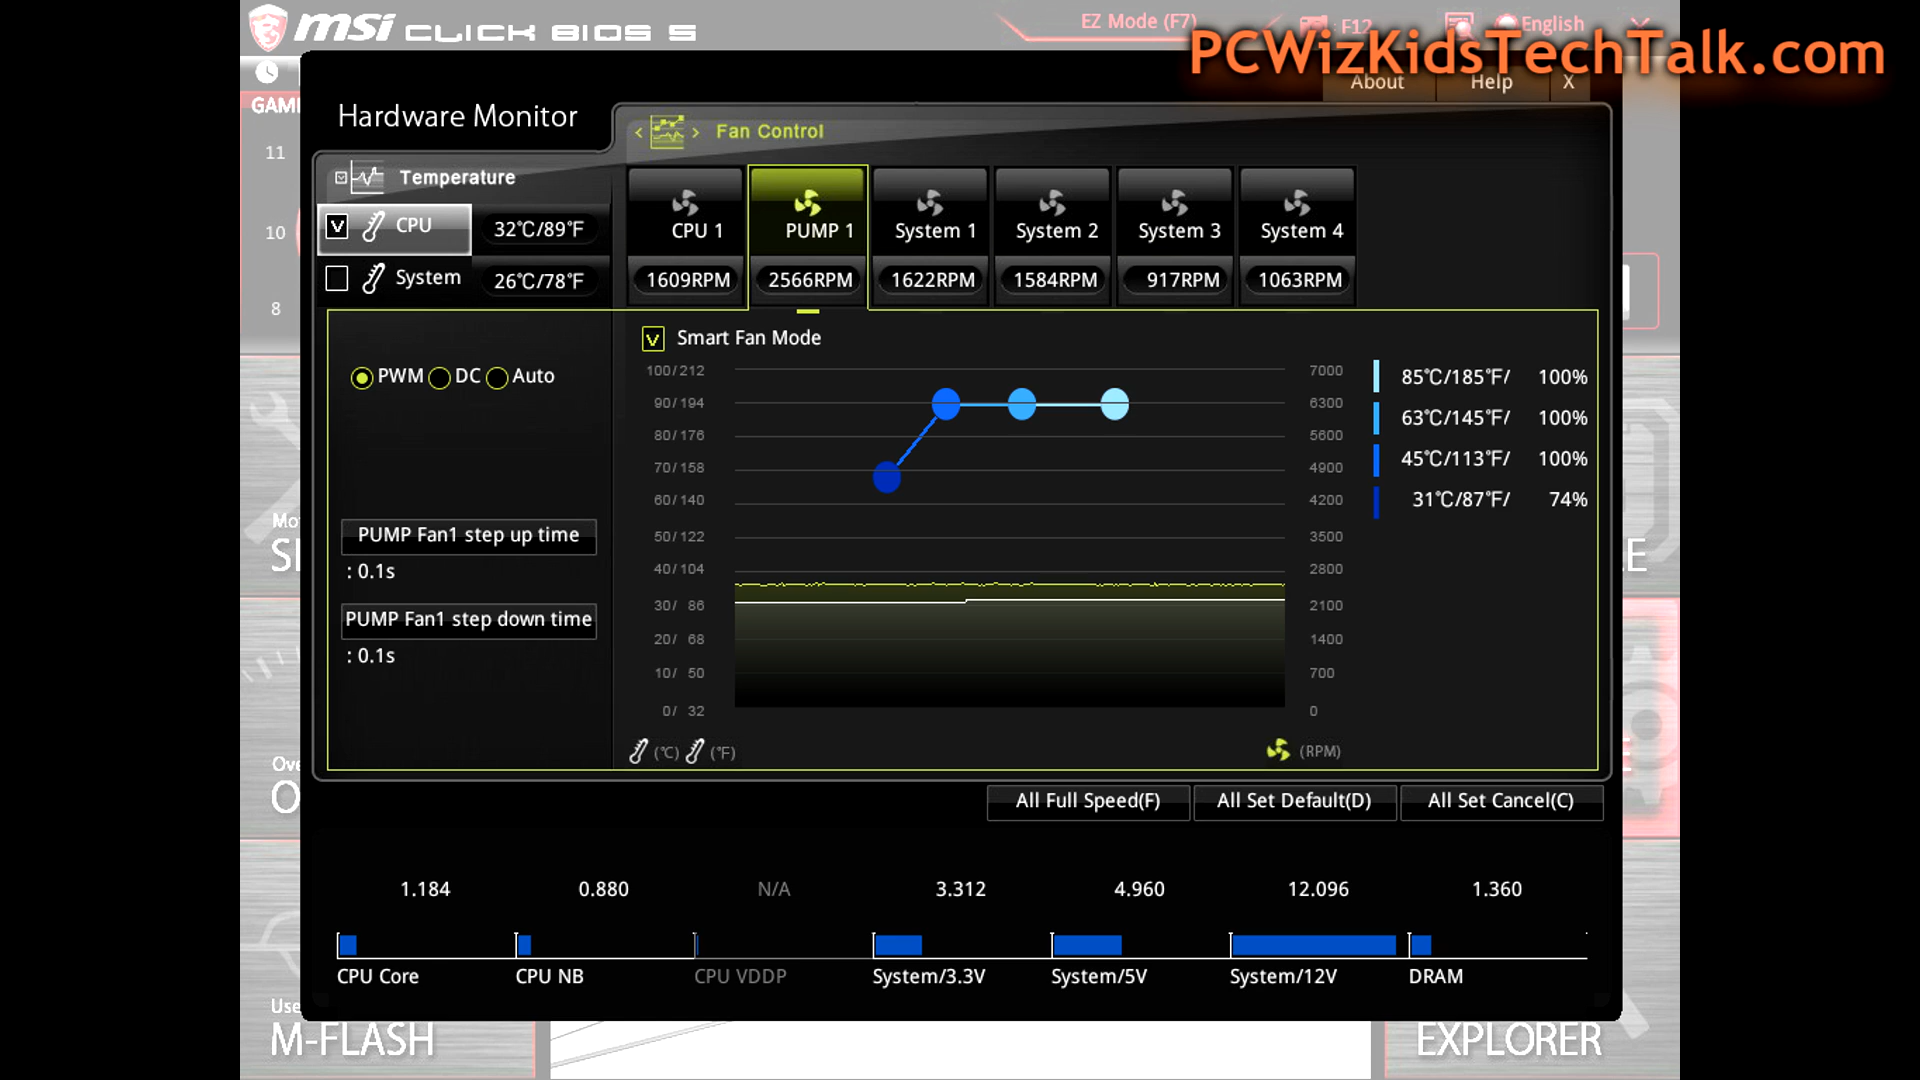 msi CLICK BIOS 5
EZ Mode (F7)
: F12
English
X
PCWizKidsTechTalk.com
About
Help
X
GAM
11
10
8
Hardware Monitor
Fan Control
Temperature
CPU
32℃/89℉
System
26℃/78℉
CPU 1
PUMP 1
System 1
System 2
System 3
System 4
1609RPM
2566RPM
1622RPM
1584RPM
917RPM
1063RPM
PWM
DC
Auto
PUMP Fan1 step up time
: 0.1s
PUMP Fan1 step down time
: 0.1s
Smart Fan Mode
100/212
7000
90/194
6300
80/176
5600
70/158
4900
60/140
4200
50/122
3500
40/104
2800
30/ 86
2100
20/ 68
1400
10/ 50
700
0/ 32
0
(℃)
(℉)
(RPM)
85℃/185℉/ 100%
63℃/145℉/ 100%
45℃/113℉/ 100%
31℃/87℉/ 74%
All Full Speed(F)
All Set Default(D)
All Set Cancel(C)
1.184
0.880
N/A
3.312
4.960
12.096
1.360
CPU Core
CPU NB
CPU VDDP
System/3.3V
System/5V
System/12V
DRAM
Mo
Ove
O
Use
M-FLASH
EXPLORER